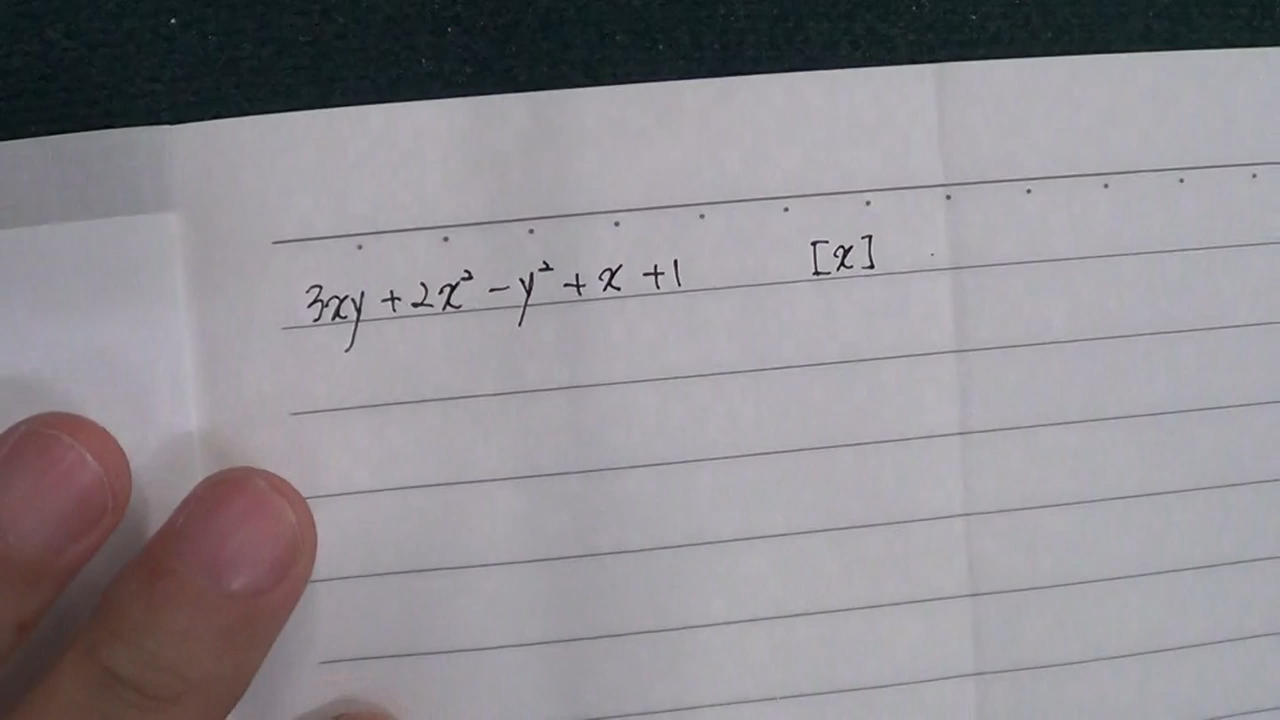 3xy + 2x² - y² + x + 1 [x]